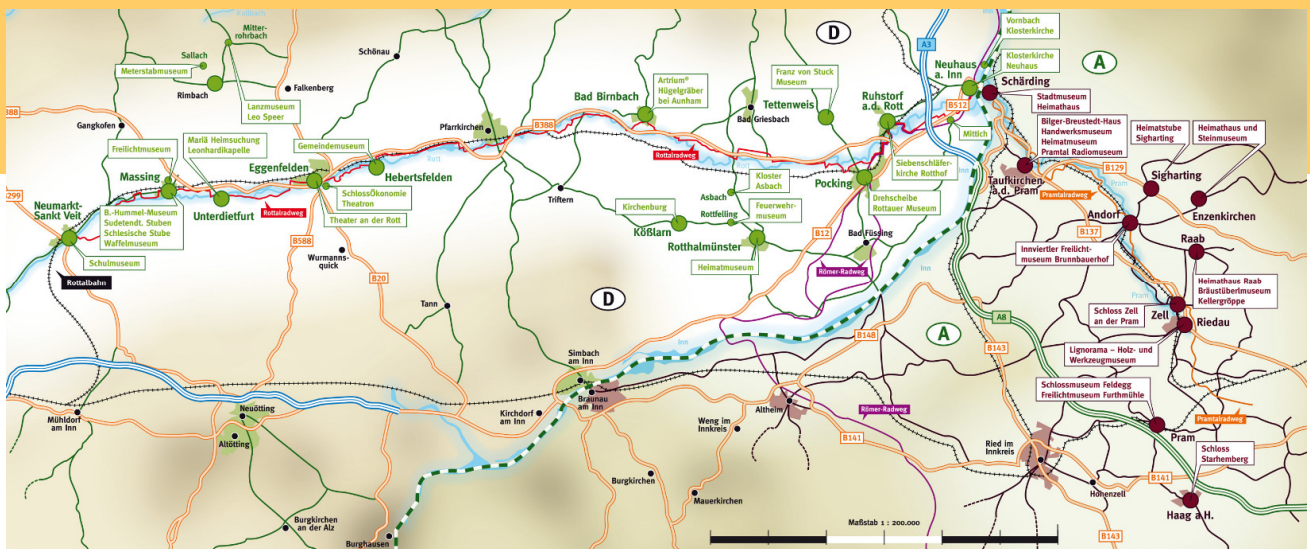 Kollbach
Mitter-
rohrbach
Sallach
Meterstabmuseum
Rimbach
Lanzmuseum
Leo Speer
Falkenberg
Schönau
B388
Gangkofen
Freilichtmuseum
Mariä Heimsuchung
Leonhardikapelle
Gemeindemuseum
Pfarrkirchen
B388
Bad Birnbach
Artrium®
Hügelgräber
bei Aunham
Franz von Stuck
Museum
Tettenweis
Bad Griesbach
D
A3
Ruhstorf
a.d. Rott
Neuhaus
a. Inn
B512
Vornbach
Klosterkirche
Klosterkirche
Neuhaus
A
Inn
Schärding
Stadtmuseum
Heimathaus
Mittlich
Massing
Eggenfelden
Hebertsfelden
Rott
Rottalradweg
Rott
Siebenschläfer-
kirche Rotthof
Inn
Bilger-Breustedt-Haus
Handwerksmuseum
Heimatmuseum
Pramtal Radiomuseum
Heimatstube
Sigharting
Heimathaus und
Steinmuseum
B129
Taufkirchen
a.d. Pram
Pramtalradweg
Pram
Sigharting
Enzenkirchen
B299
Neumarkt-
Sankt Veit
B.-Hummel-Museum
Sudetendt. Stuben
Schlesische Stube
Waffelmuseum
Schulmuseum
Unterdietfurt
Rottalradweg
SchlossÖkonomie
Theatron
Theater an der Rott
Triftern
Kloster
Asbach
Asbach
Pocking
Drehscheibe
Rottauer Museum
Kirchenburg
Kößlarn
Rottfelling
Feuerwehr-
museum
Rotthalmünster
Heimatmuseum
B12
Bad Füssing
Römer-Radweg
Inn
Andorf
B137
Innviertler Freilicht-
museum Brunnbauerhof
Raab
Heimathaus Raab
Bräustüberlmuseum
Kellergröppe
Rottalbahn
B588
Wurmanns-
quick
B20
Tann
D
A
A8
Pram
Schloss Zell
an der Pram
Zell
Riedau
Inn
B148
B143
Lignorama – Holz- und
Werkzeugmuseum
Simbach
am Inn
Braunau
am Inn
Schlossmuseum Feldegg
Freilichtmuseum Furthmühle
Mühldorf
am Inn
Neuötting
Altötting
Kirchdorf
am Inn
Weng im
Innkreis
Altheim
Römer-Radweg
B141
Ried im
Innkreis
Pramtalradweg
Pram
Schloss
Starhemberg
Burgkirchen
Mauerkirchen
Hohenzell
B141
Haag a H.
Burgkirchen
an der Alz
Burghausen
Maßstab 1 : 200.000
B143